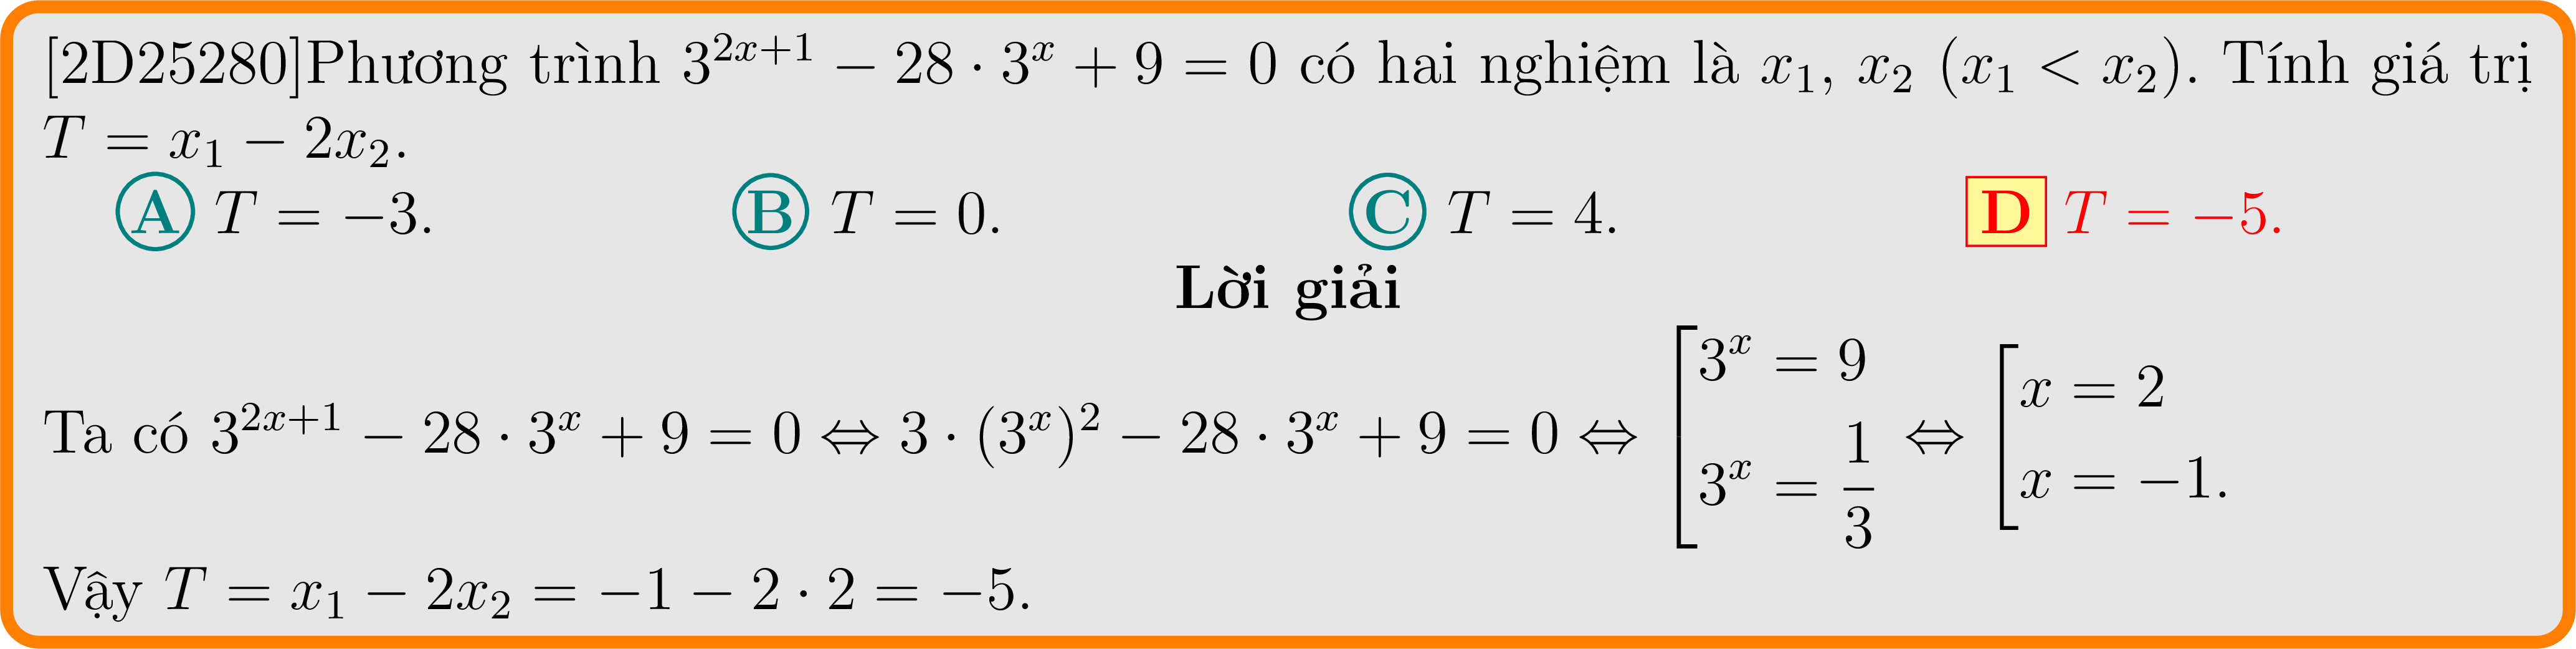 [2D25280]Phương trình $3^{2x+1} - 28 \cdot 3^x + 9 = 0$ có hai nghiệm là $x_1$, $x_2$ $(x_1 < x_2)$. Tính giá trị
$T = x_1 - 2x_2$.
A $T = -3$. B $T = 0$. C $T = 4$. D $T = -5$.
Lời giải
Ta có $3^{2x+1} - 28 \cdot 3^x + 9 = 0 \Leftrightarrow 3 \cdot (3^x)^2 - 28 \cdot 3^x + 9 = 0 \Leftrightarrow \left[\begin{array}{l} 3^x = 9 \\ 3^x = \dfrac{1}{3} \end{array}\right. \Leftrightarrow \left[\begin{array}{l} x = 2 \\ x = -1. \end{array}\right.$
Vậy $T = x_1 - 2x_2 = -1 - 2 \cdot 2 = -5$.